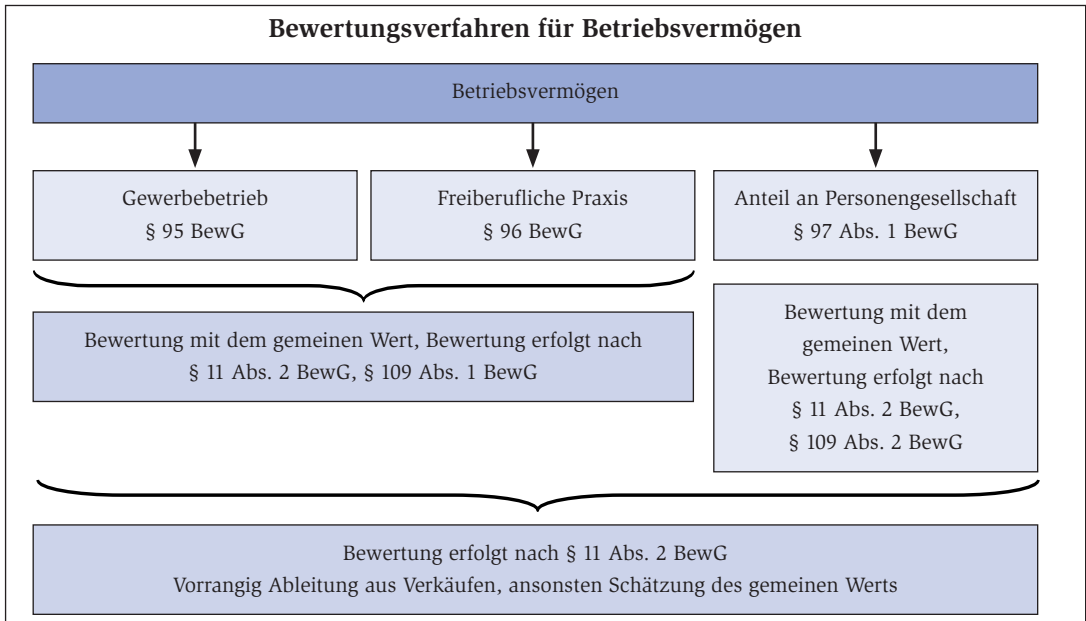 Bewertungsverfahren für Betriebsvermögen
Betriebsvermögen
Gewerbebetrieb
§ 95 BewG
Freiberufliche Praxis
§ 96 BewG
Anteil an Personengesellschaft
§ 97 Abs. 1 BewG
Bewertung mit dem gemeinen Wert, Bewertung erfolgt nach
§ 11 Abs. 2 BewG, § 109 Abs. 1 BewG
Bewertung mit dem
gemeinen Wert,
Bewertung erfolgt nach
§ 11 Abs. 2 BewG,
§ 109 Abs. 2 BewG
Bewertung erfolgt nach § 11 Abs. 2 BewG
Vorrangig Ableitung aus Verkäufen, ansonsten Schätzung des gemeinen Werts